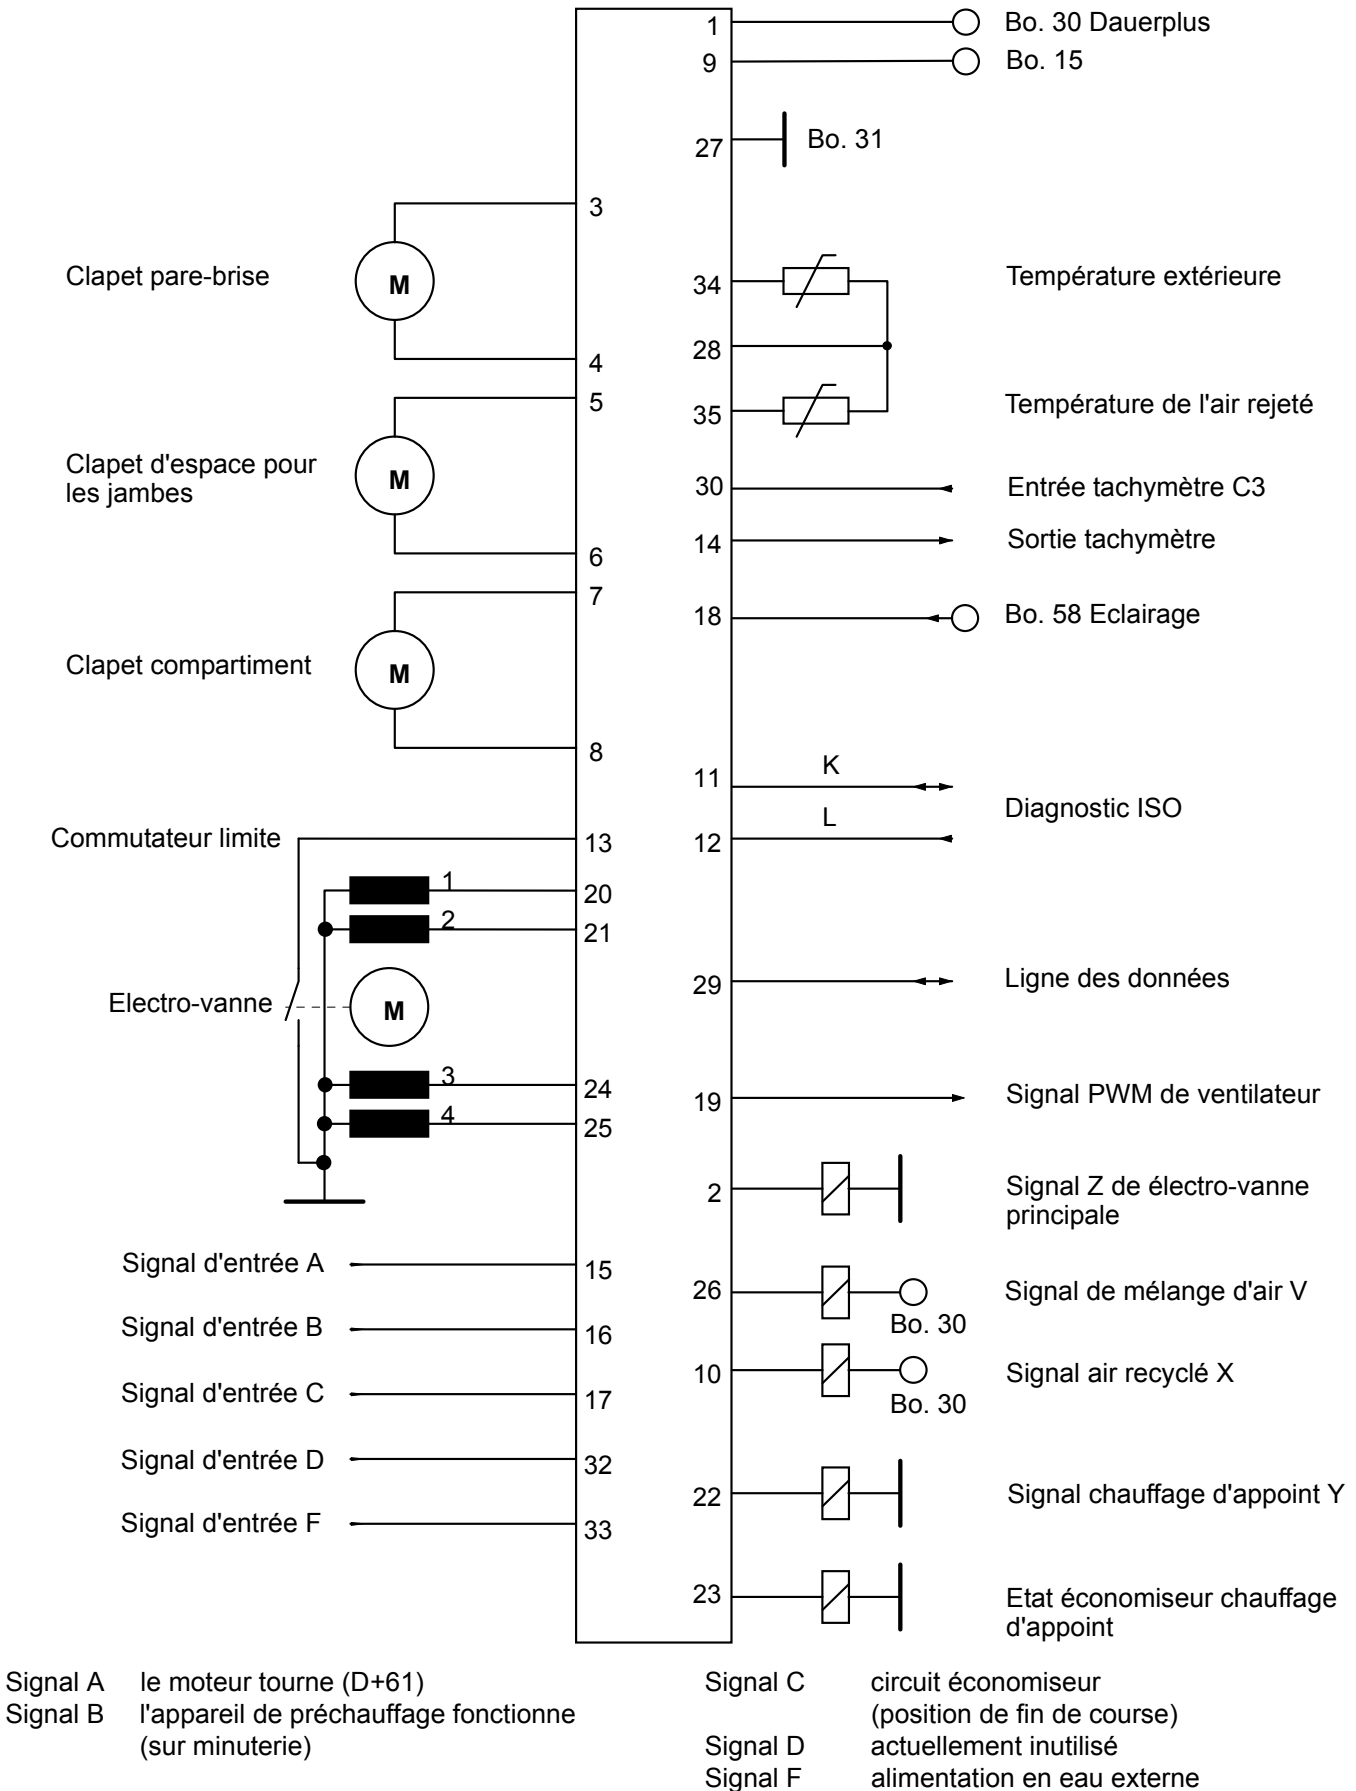 1 Bo. 30 Dauerplus
9 Bo. 15
27 Bo. 31
3
Clapet pare-brise M
4
34 Température extérieure
28
35 Température de l'air rejeté
5
Clapet d'espace pour
les jambes
M
6
30 Entrée tachymètre C3
14 Sortie tachymètre
7
18 Bo. 58 Eclairage
Clapet compartiment M
8
11 K
Diagnostic ISO
12 L
Commutateur limite 13
1 20
2 21
Electro-vanne M
29 Ligne des données
3 24
4 25
19 Signal PWM de ventilateur
2 Signal Z de électro-vanne
principale
Signal d'entrée A 15
26 Signal de mélange d'air V
Bo. 30
Signal d'entrée B 16
10 Signal air recyclé X
Bo. 30
Signal d'entrée C 17
Signal d'entrée D 32
22 Signal chauffage d'appoint Y
Signal d'entrée F 33
23 Etat économiseur chauffage
d'appoint
Signal A le moteur tourne (D+61)
Signal B l'appareil de préchauffage fonctionne
(sur minuterie)
Signal C circuit économiseur
(position de fin de course)
Signal D actuellement inutilisé
Signal F alimentation en eau externe